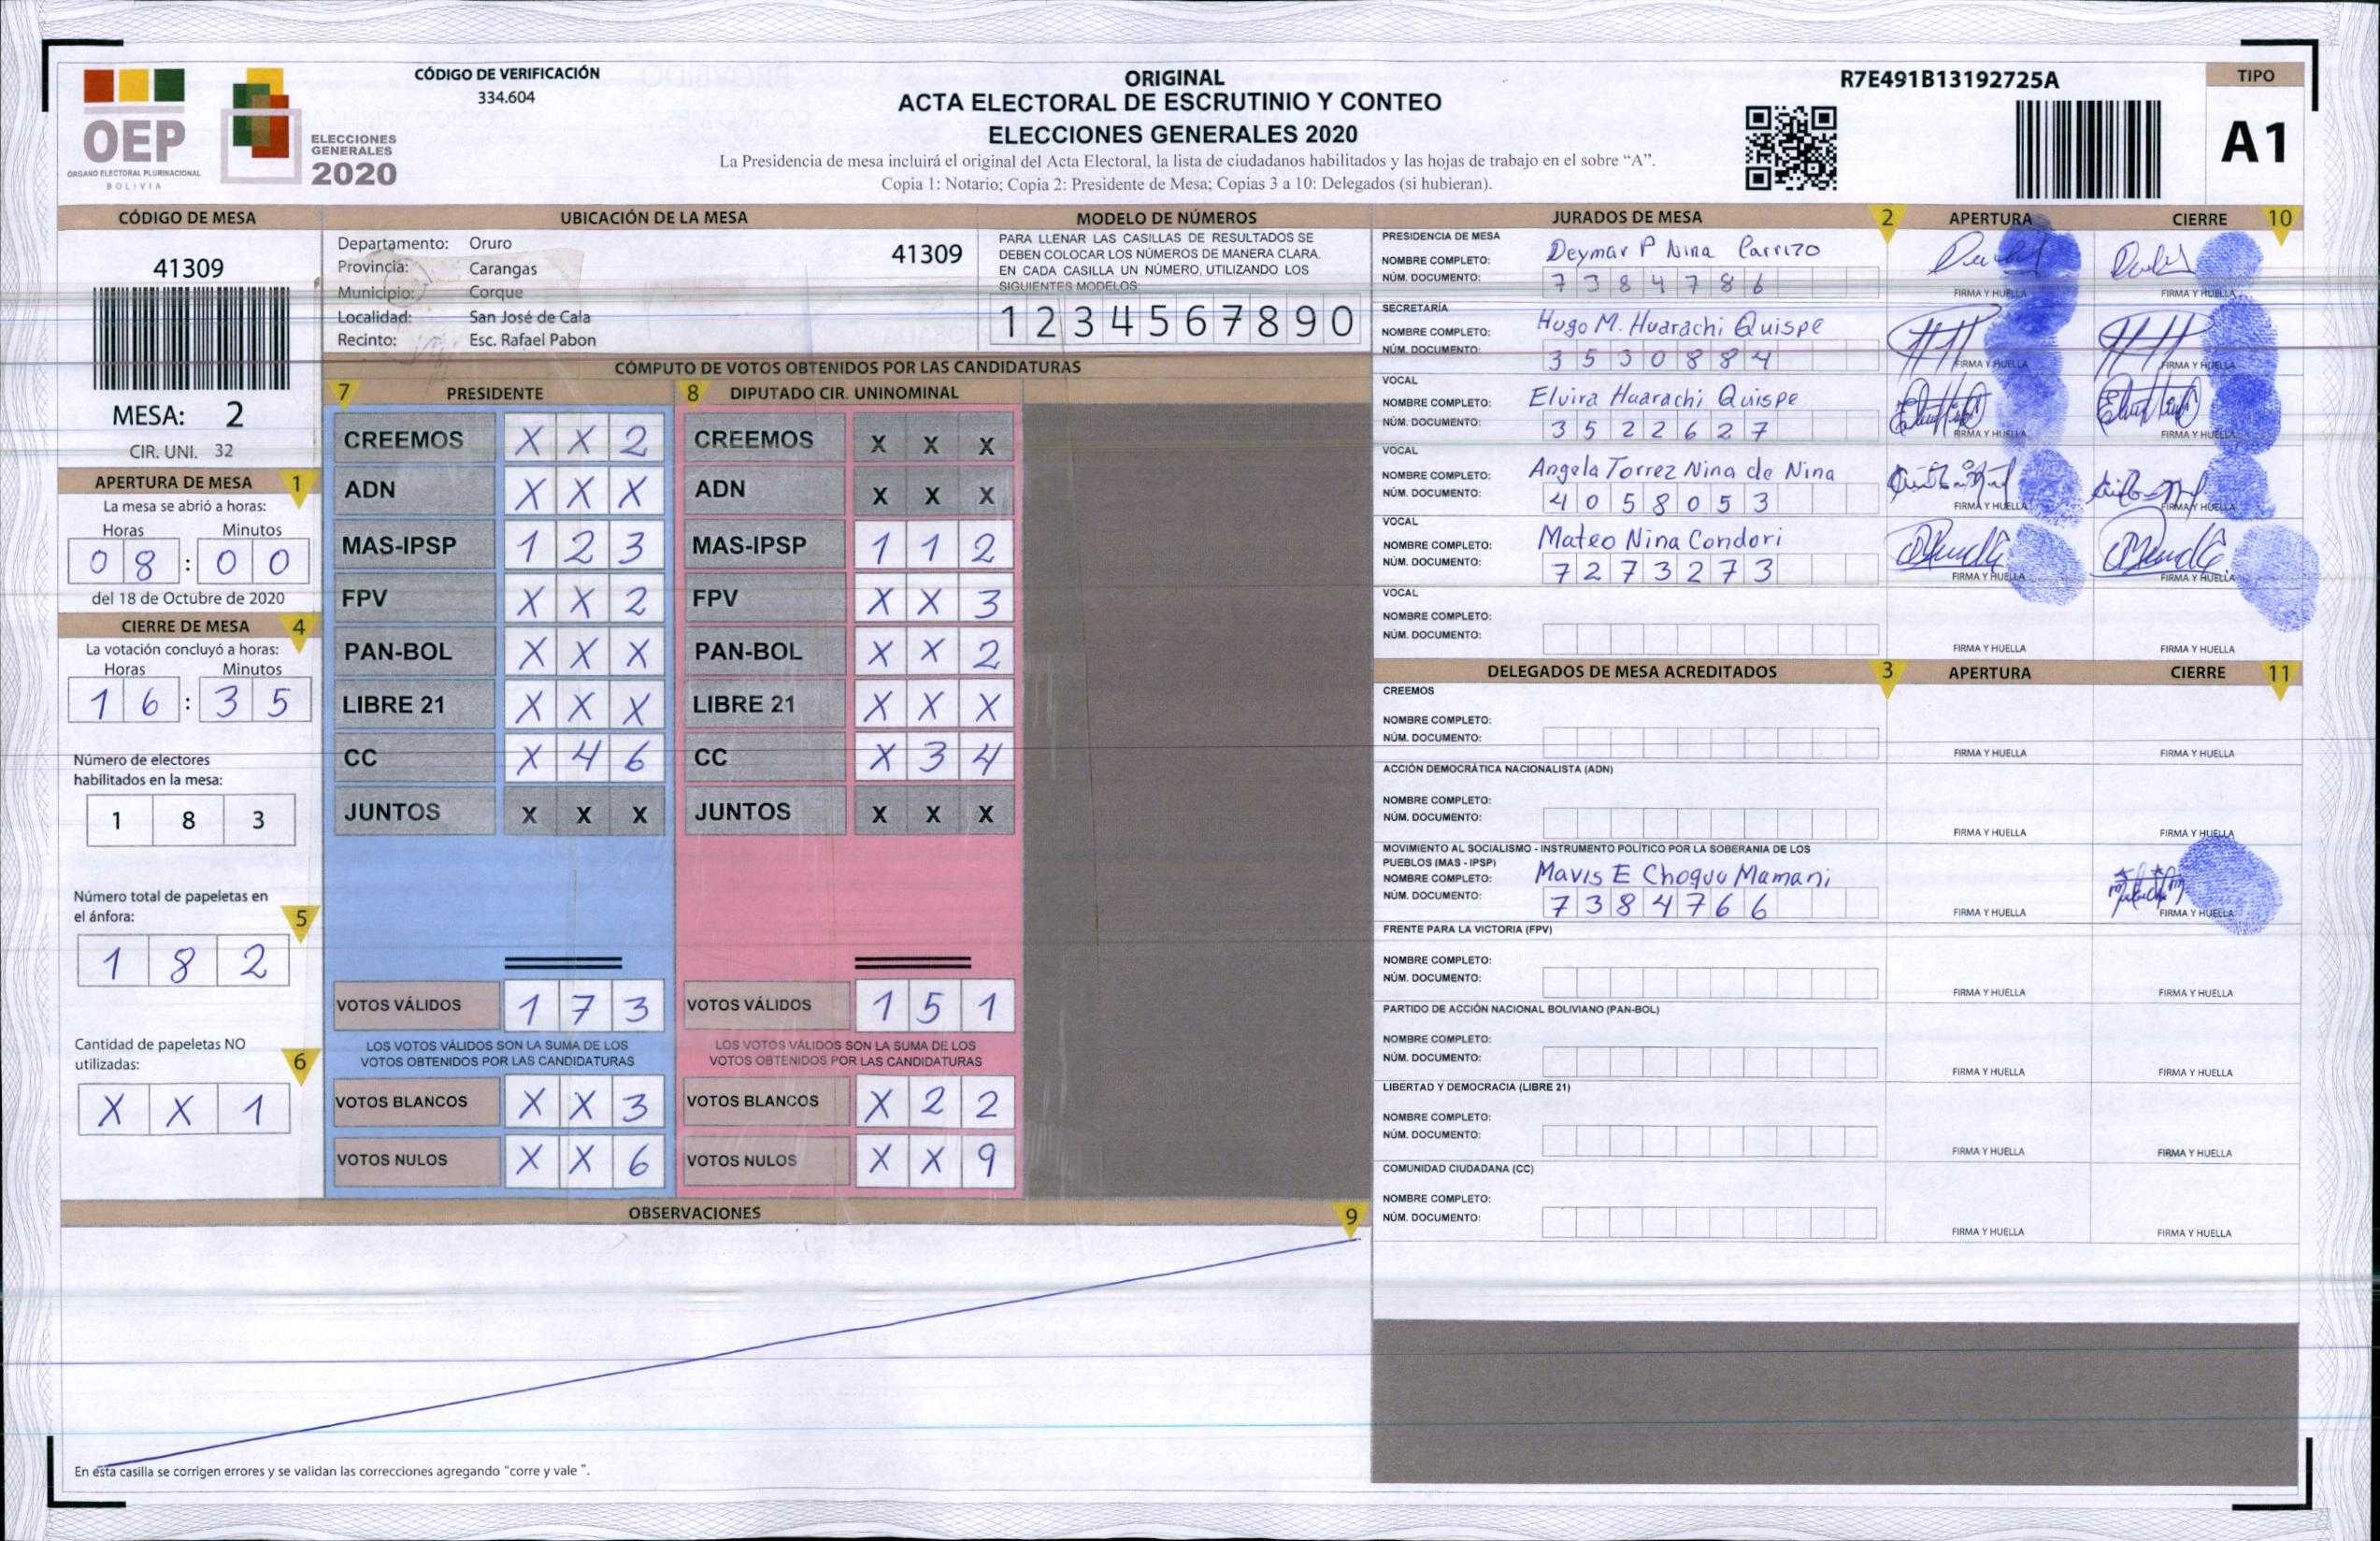 OEP
ÓRGANO ELECTORAL PLURINACIONAL
BOLIVIA
ELECCIONES
GENERALES
2020
CÓDIGO DE VERIFICACIÓN
334.604
ORIGINAL
ACTA ELECTORAL DE ESCRUTINIO Y CONTEO
ELECCIONES GENERALES 2020
La Presidencia de mesa incluirá el original del Acta Electoral, la lista de ciudadanos habilitados y las hojas de trabajo en el sobre “A”.
Copia 1: Notario; Copia 2: Presidente de Mesa; Copias 3 a 10: Delegados (si hubieran).
R7E491B13192725A
TIPO
A1
CÓDIGO DE MESA
41309
MESA: 2
CIR. UNI. 32
APERTURA DE MESA 1
La mesa se abrió a horas:
Horas Minutos
0 8 : 0 0
del 18 de Octubre de 2020
CIERRE DE MESA 4
La votación concluyó a horas:
Horas Minutos
1 6 : 3 5
Número de electores
habilitados en la mesa:
1 8 3
Número total de papeletas en
el ánfora: 5
1 8 2
Cantidad de papeletas NO
utilizadas: 6
X X 1
UBICACIÓN DE LA MESA
Departamento: Oruro 41309
Provincia: Carangas
Municipio: Corque
Localidad: San José de Cala
Recinto: Esc. Rafael Pabon
MODELO DE NÚMEROS
PARA LLENAR LAS CASILLAS DE RESULTADOS SE
DEBEN COLOCAR LOS NÚMEROS DE MANERA CLARA.
EN CADA CASILLA UN NÚMERO, UTILIZANDO LOS
SIGUIENTES MODELOS
1 2 3 4 5 6 7 8 9 0
CÓMPUTO DE VOTOS OBTENIDOS POR LAS CANDIDATURAS
7 PRESIDENTE 8 DIPUTADO CIR. UNINOMINAL
CREEMOS X X 2 CREEMOS X X X
ADN X X X ADN X X X
MAS-IPSP 1 2 3 MAS-IPSP 1 1 2
FPV X X 2 FPV X X 3
PAN-BOL X X X PAN-BOL X X 2
LIBRE 21 X X X LIBRE 21 X X X
CC X 4 6 CC X 3 4
JUNTOS X X X JUNTOS X X X
VOTOS VÁLIDOS 1 7 3 VOTOS VÁLIDOS 1 5 1
LOS VOTOS VÁLIDOS SON LA SUMA DE LOS LOS VOTOS VÁLIDOS SON LA SUMA DE LOS
VOTOS OBTENIDOS POR LAS CANDIDATURAS VOTOS OBTENIDOS POR LAS CANDIDATURAS
VOTOS BLANCOS X X 3 VOTOS BLANCOS X 2 2
VOTOS NULOS X X 6 VOTOS NULOS X X 9
OBSERVACIONES 9
En ésta casilla se corrigen errores y se validan las correcciones agregando “corre y vale ”.
JURADOS DE MESA 2 APERTURA CIERRE 10
PRESIDENCIA DE MESA
NOMBRE COMPLETO: Deymar P Nina Carrizo
NÚM. DOCUMENTO: 7 3 8 4 7 8 6
FIRMA Y HUELLA FIRMA Y HUELLA
SECRETARÍA
NOMBRE COMPLETO: Hugo M. Huarachi Quispe
NÚM. DOCUMENTO: 3 5 3 0 8 8 4
FIRMA Y HUELLA FIRMA Y HUELLA
VOCAL
NOMBRE COMPLETO: Elvira Huarachi Quispe
NÚM. DOCUMENTO: 3 5 2 2 6 2 7
FIRMA Y HUELLA FIRMA Y HUELLA
VOCAL
NOMBRE COMPLETO: Angela Torrez Nina de Nina
NÚM. DOCUMENTO: 4 0 5 8 0 5 3
FIRMA Y HUELLA FIRMA Y HUELLA
VOCAL
NOMBRE COMPLETO: Mateo Nina Condori
NÚM. DOCUMENTO: 7 2 7 3 2 7 3
FIRMA Y HUELLA FIRMA Y HUELLA
VOCAL
NOMBRE COMPLETO:
NÚM. DOCUMENTO:
FIRMA Y HUELLA FIRMA Y HUELLA
DELEGADOS DE MESA ACREDITADOS 3 APERTURA CIERRE 11
CREEMOS
NOMBRE COMPLETO:
NÚM. DOCUMENTO:
FIRMA Y HUELLA FIRMA Y HUELLA
ACCIÓN DEMOCRÁTICA NACIONALISTA (ADN)
NOMBRE COMPLETO:
NÚM. DOCUMENTO:
FIRMA Y HUELLA FIRMA Y HUELLA
MOVIMIENTO AL SOCIALISMO - INSTRUMENTO POLÍTICO POR LA SOBERANIA DE LOS
PUEBLOS (MAS - IPSP)
NOMBRE COMPLETO: Mavis E Choque Mamani
NÚM. DOCUMENTO: 7 3 8 4 7 6 6
FIRMA Y HUELLA FIRMA Y HUELLA
FRENTE PARA LA VICTORIA (FPV)
NOMBRE COMPLETO:
NÚM. DOCUMENTO:
FIRMA Y HUELLA FIRMA Y HUELLA
PARTIDO DE ACCIÓN NACIONAL BOLIVIANO (PAN-BOL)
NOMBRE COMPLETO:
NÚM. DOCUMENTO:
FIRMA Y HUELLA FIRMA Y HUELLA
LIBERTAD Y DEMOCRACIA (LIBRE 21)
NOMBRE COMPLETO:
NÚM. DOCUMENTO:
FIRMA Y HUELLA FIRMA Y HUELLA
COMUNIDAD CIUDADANA (CC)
NOMBRE COMPLETO:
NÚM. DOCUMENTO:
FIRMA Y HUELLA FIRMA Y HUELLA